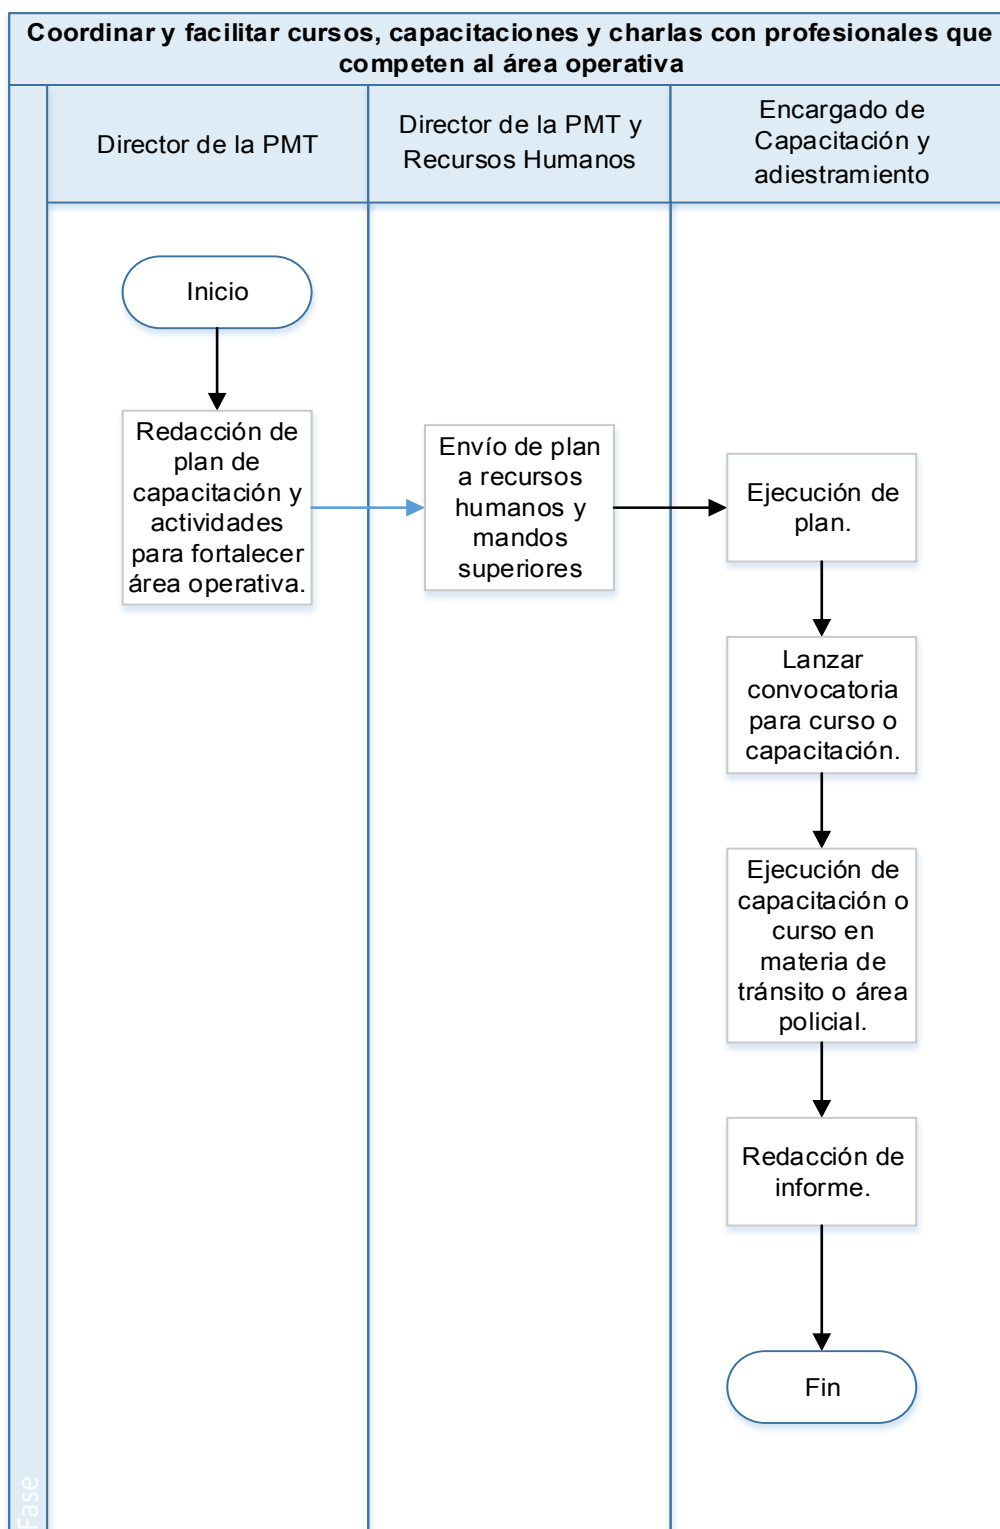 Coordinar y facilitar cursos, capacitaciones y charlas con profesionales que
competen al área operativa
Director de la PMT
Director de la PMT y
Recursos Humanos
Encargado de
Capacitación y
adiestramiento
Inicio
Redacción de
plan de
capacitación y
actividades
para fortalecer
área operativa.
Envío de plan
a recursos
humanos y
mandos
superiores
Ejecución de
plan.
Lanzar
convocatoria
para curso o
capacitación.
Ejecución de
capacitación o
curso en
materia de
tránsito o área
policial.
Redacción de
informe.
Fin
Fase